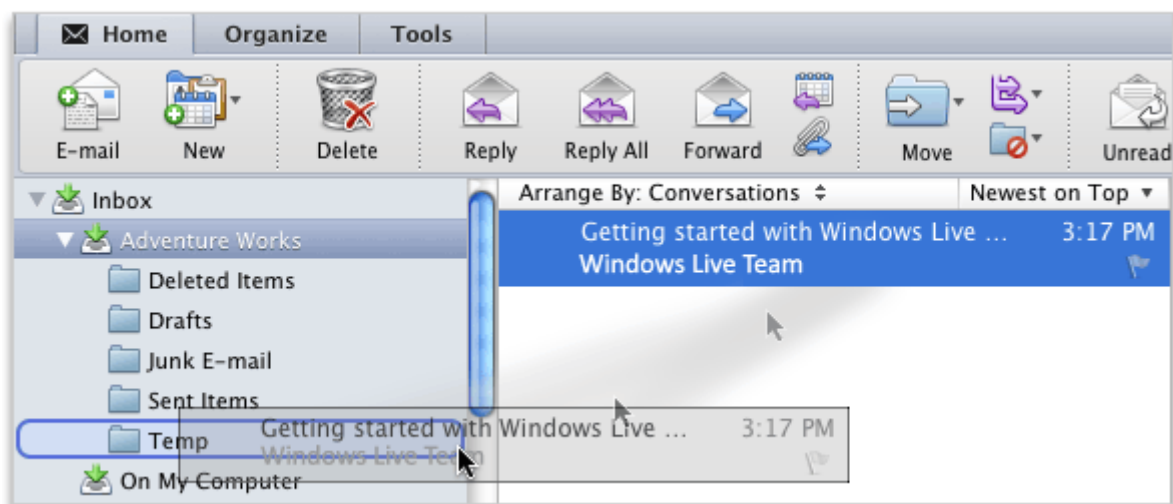 Home Organize Tools
E-mail New Delete Reply Reply All Forward Move Unread
Inbox
Adventure Works
Deleted Items
Drafts
Junk E-mail
Sent Items
Temp
On My Computer
Arrange By: Conversations Newest on Top
Getting started with Windows Live ... 3:17 PM
Windows Live Team
Getting started with Windows Live ... 3:17 PM
Windows Live Team